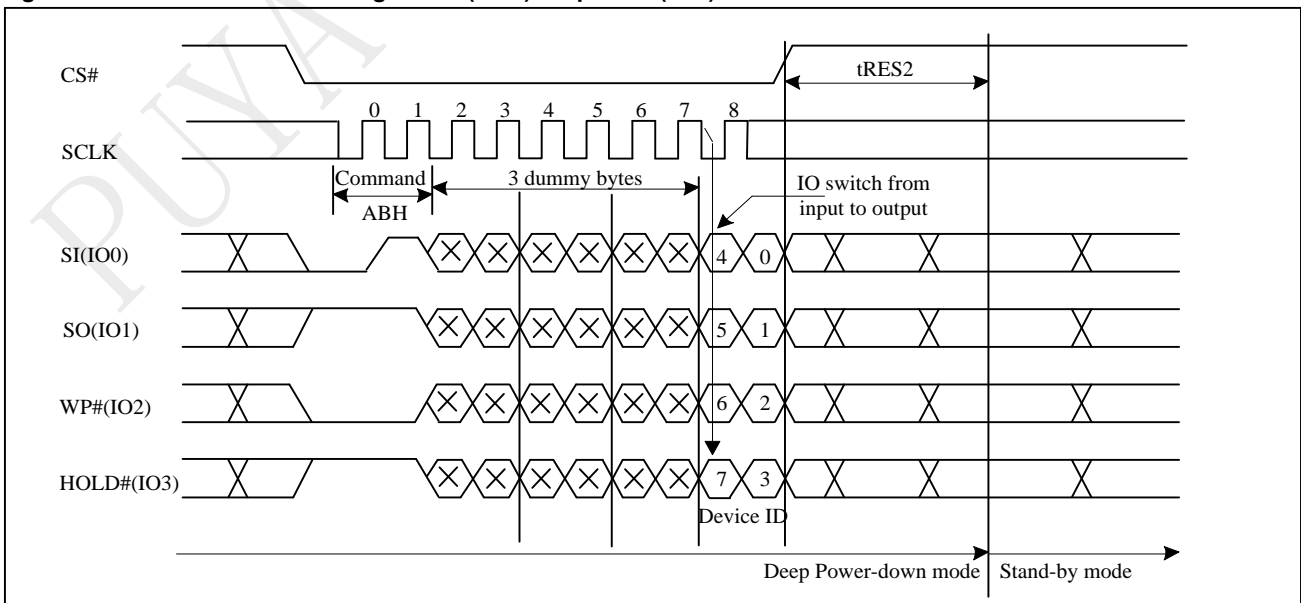 PUYA
CS#
tRES2
0 1 2 3 4 5 6 7 8
SCLK
Command
3 dummy bytes
IO switch from
input to output
ABH
SI(IO0)
4 0
SO(IO1)
5 1
WP#(IO2)
6 2
HOLD#(IO3)
7 3
Device ID
Deep Power-down mode Stand-by mode